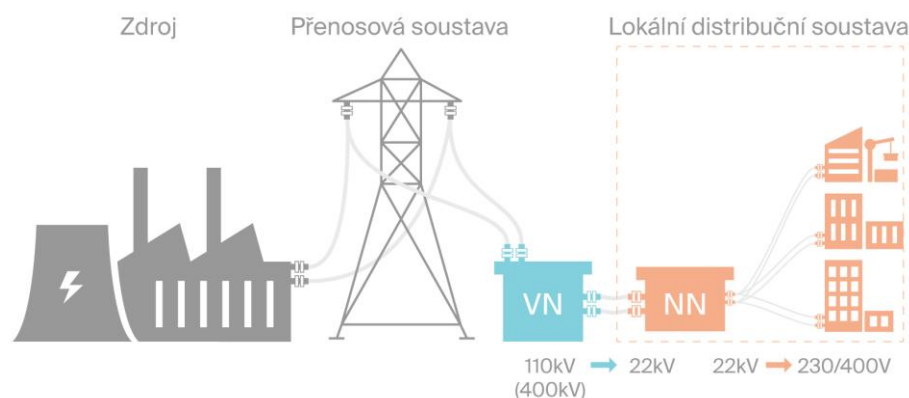 Zdroj
Přenosová soustava
Lokální distribuční soustava
VN
NN
110kV → 22kV
(400kV)
22kV → 230/400V